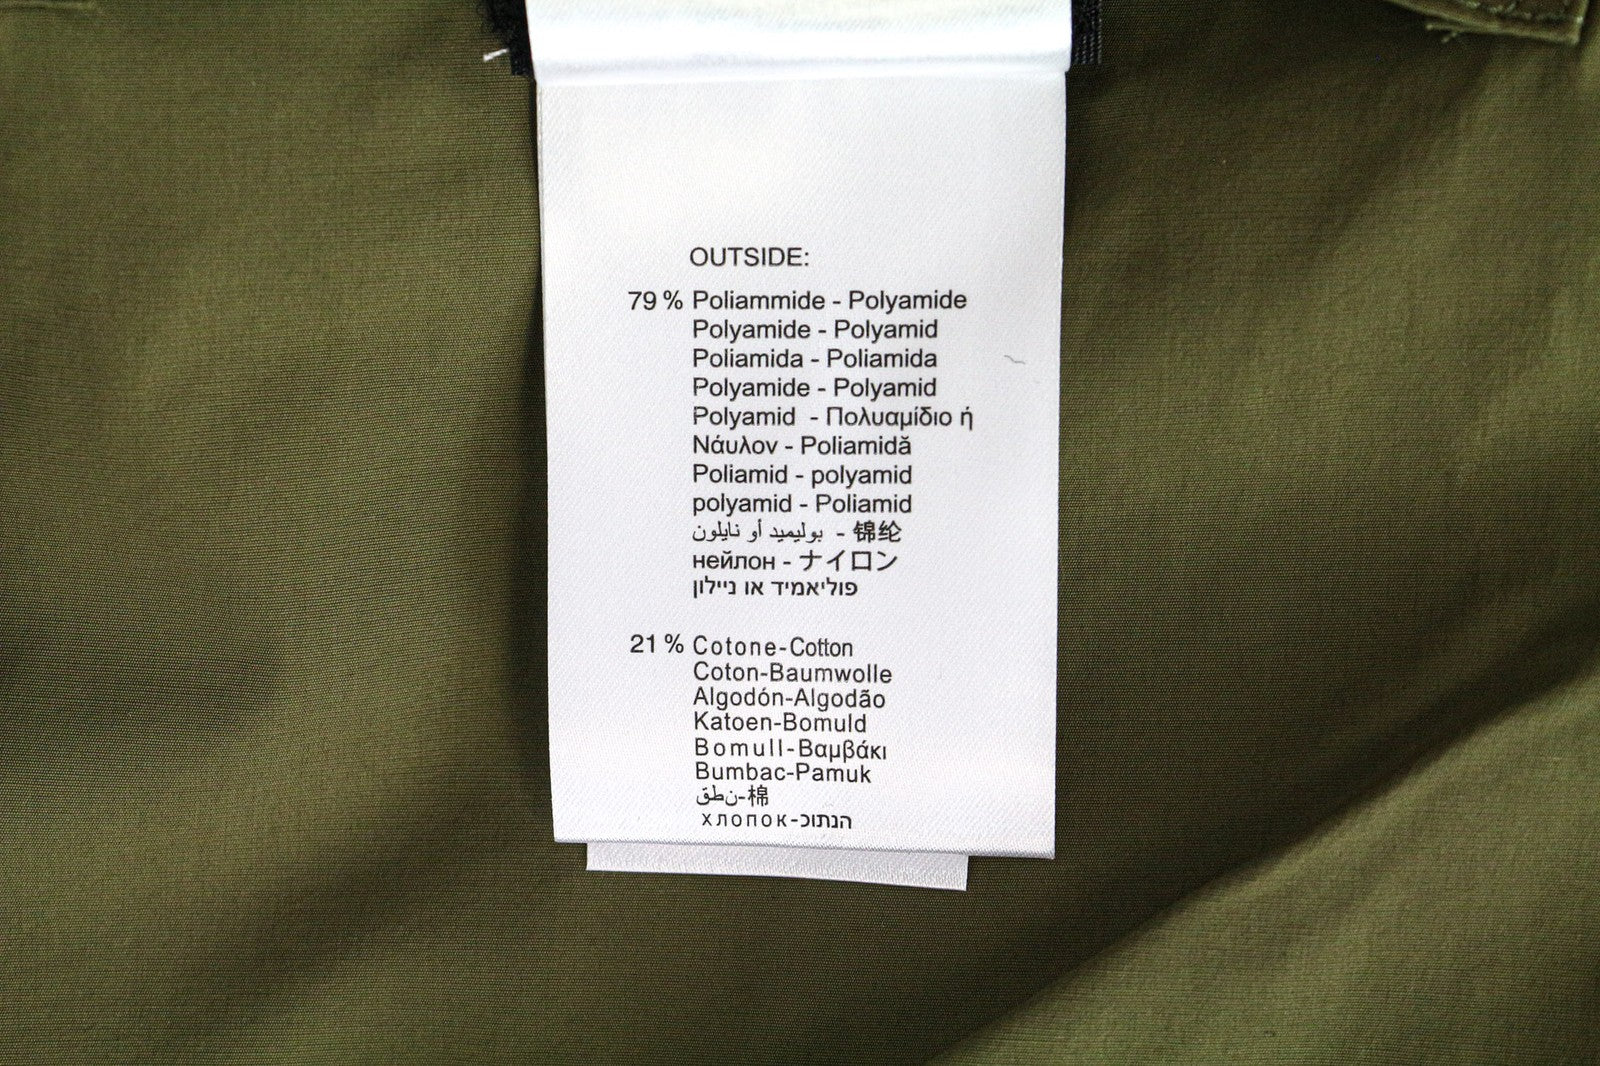 OUTSIDE:
79 % Poliammide - Polyamide
Polyamide - Polyamid
Poliamida - Poliamida
Polyamide - Polyamid
Polyamid - Πολυαμίδιο ή
Νάυλον - Poliamidă
Poliamid - polyamid
polyamid - Poliamid
بوليميد أو نايلون - 锦纶
нейлон - ナイロン
פוליאמיד או ניילון
21 % Cotone-Cotton
Coton-Baumwolle
Algodón-Algodão
Katoen-Bomuld
Bomull-Βαμβάκι
Bumbac-Pamuk
ن‌طق-棉
хлопок-הנתוכ